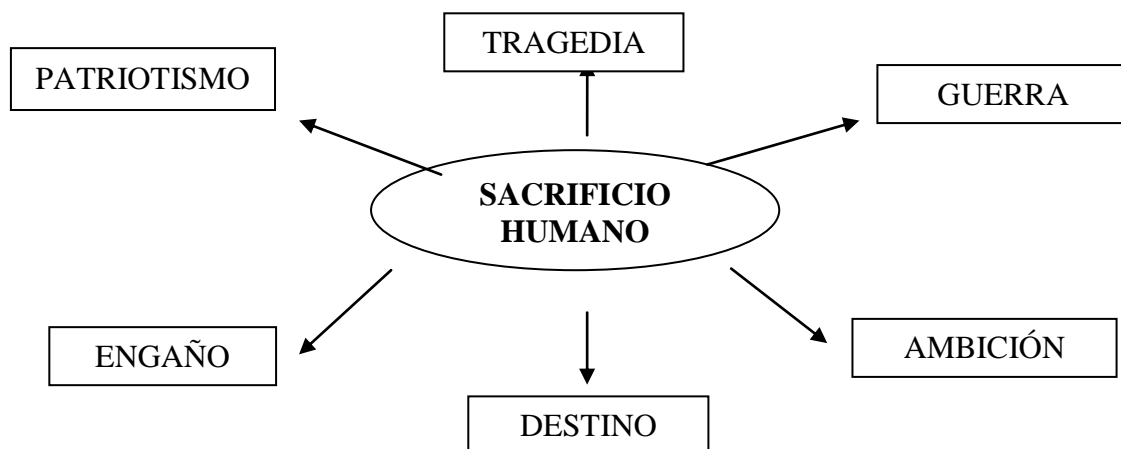 TRAGEDIA
PATRIOTISMO
GUERRA
SACRIFICIO
HUMANO
ENGAÑO
AMBICIÓN
DESTINO